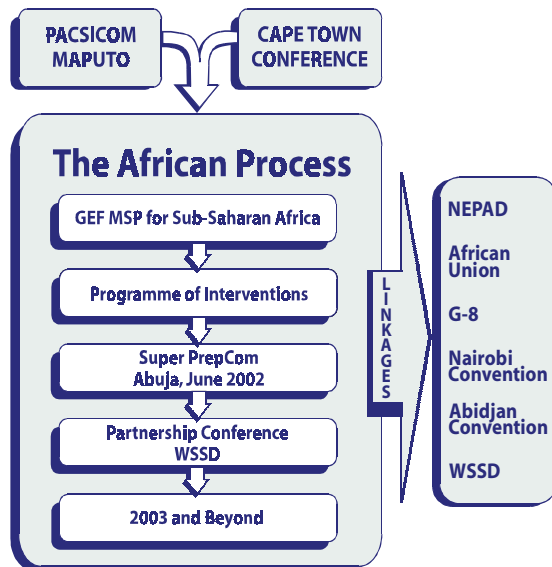 PACSICOM
MAPUTO
CAPE TOWN
CONFERENCE
The African Process
GEF MSP for Sub-Saharan Africa
Programme of Interventions
Super PrepCom
Abuja, June 2002
Partnership Conference
WSSD
2003 and Beyond
LINKAGES
NEPAD
African
Union
G-8
Nairobi
Convention
Abidjan
Convention
WSSD